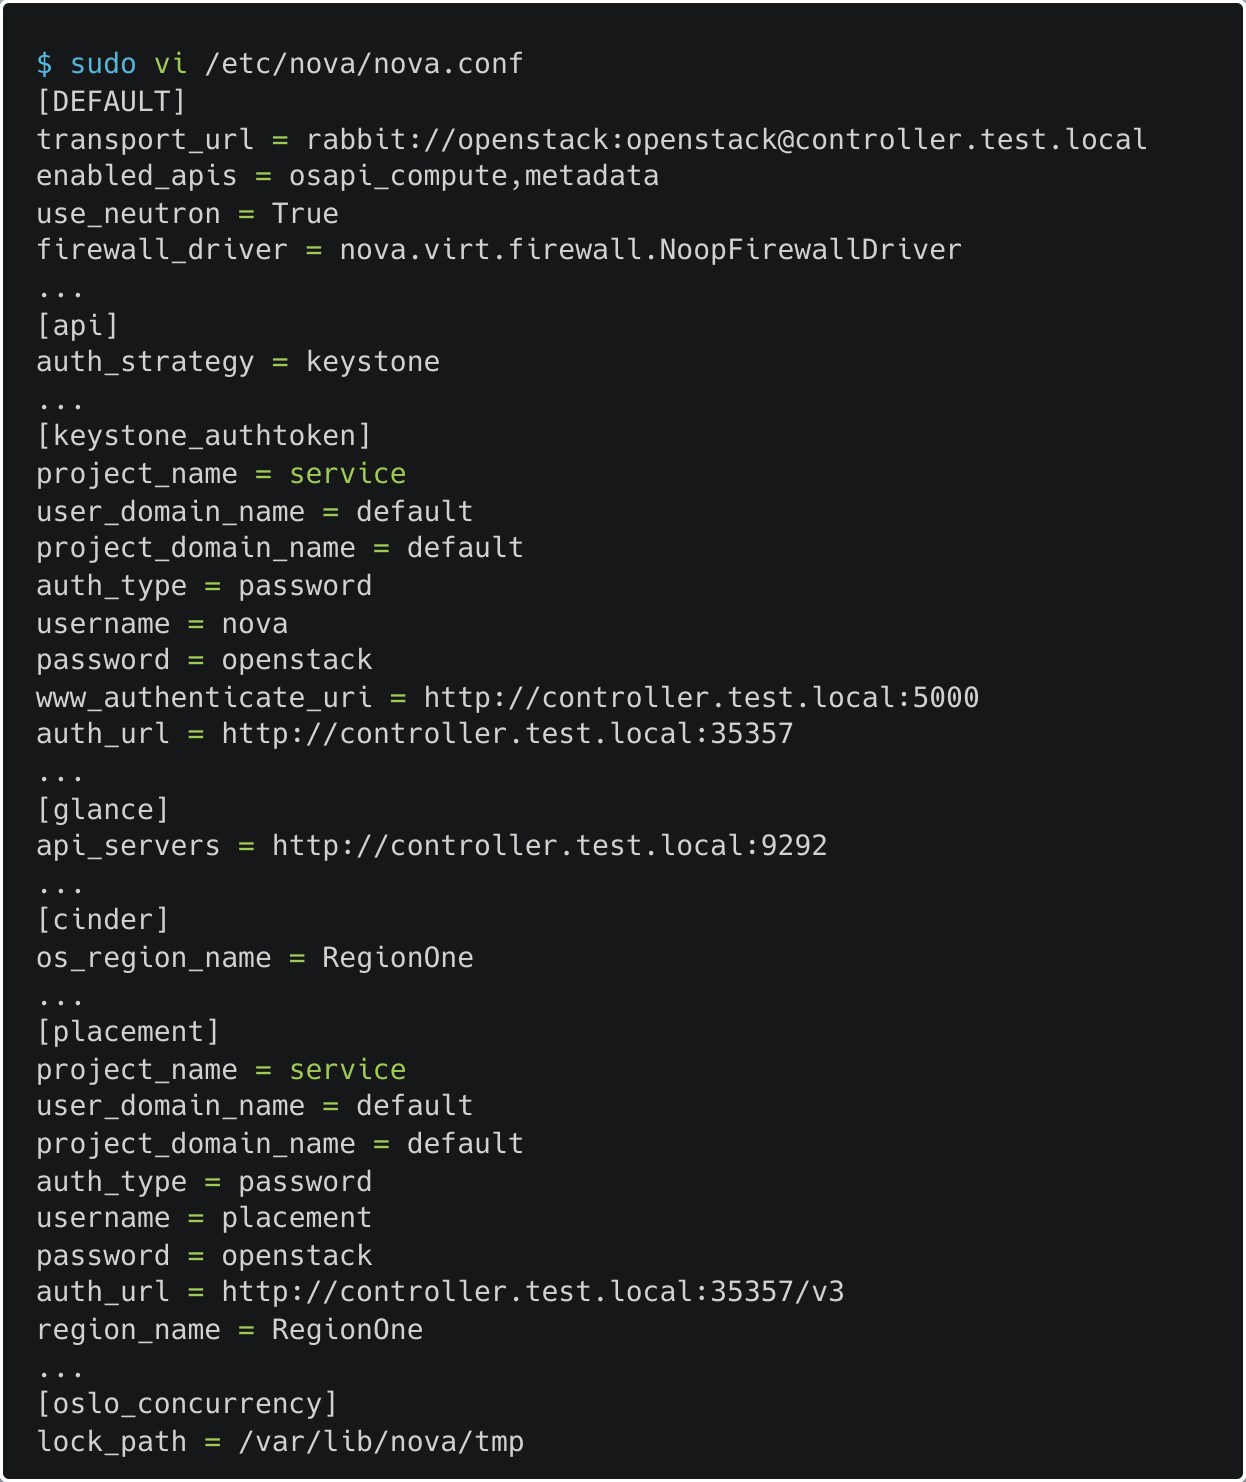 $ sudo vi /etc/nova/nova.conf
[DEFAULT]
transport_url = rabbit://openstack:openstack@controller.test.local
enabled_apis = osapi_compute,metadata
use_neutron = True
firewall_driver = nova.virt.firewall.NoopFirewallDriver
...
[api]
auth_strategy = keystone
...
[keystone_authtoken]
project_name = service
user_domain_name = default
project_domain_name = default
auth_type = password
username = nova
password = openstack
www_authenticate_uri = http://controller.test.local:5000
auth_url = http://controller.test.local:35357
...
[glance]
api_servers = http://controller.test.local:9292
...
[cinder]
os_region_name = RegionOne
...
[placement]
project_name = service
user_domain_name = default
project_domain_name = default
auth_type = password
username = placement
password = openstack
auth_url = http://controller.test.local:35357/v3
region_name = RegionOne
...
[oslo_concurrency]
lock_path = /var/lib/nova/tmp